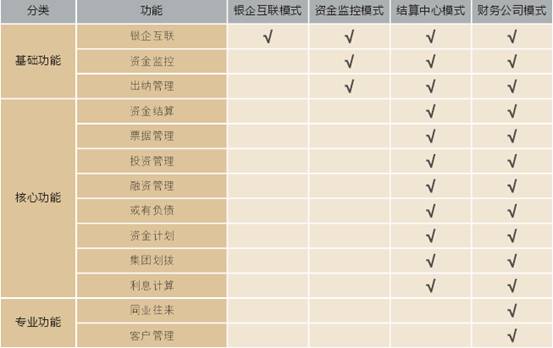 分类 功能 银企互联模式 资金监控模式 结算中心模式 财务公司模式
基础功能 银企互联 √ √ √ √
资金监控 √ √ √
出纳管理 √ √ √
核心功能 资金结算 √ √
票据管理 √ √
投资管理 √ √
融资管理 √ √
或有负债 √ √
资金计划 √ √
集团划拨 √ √
利息计算 √ √
专业功能 同业往来 √
客户管理 √